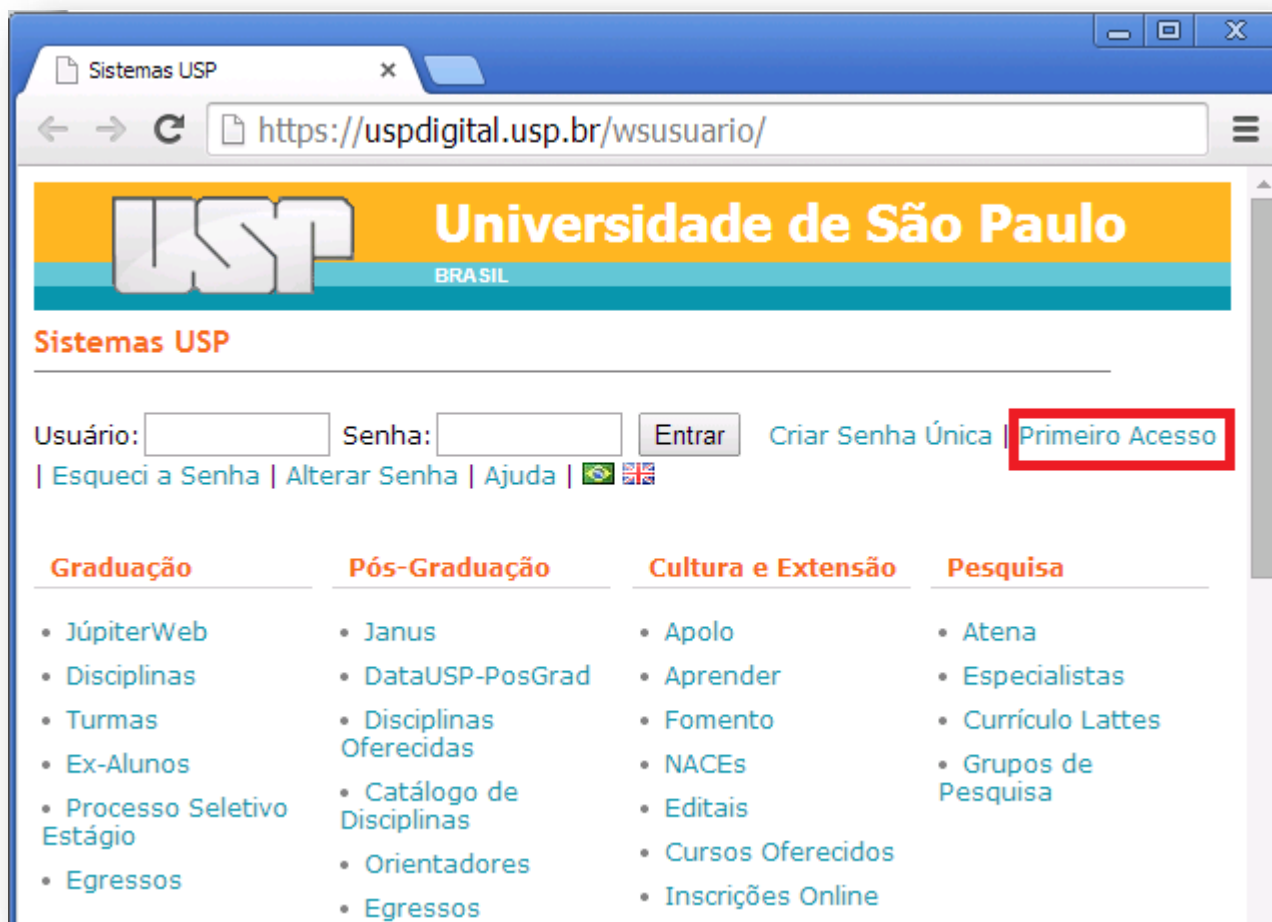 Sistemas USP
https://uspdigital.usp.br/wsusuario/
USP
Universidade de São Paulo
BRASIL
Sistemas USP
Usuário: Senha: Entrar Criar Senha Única | Primeiro Acesso
| Esqueci a Senha | Alterar Senha | Ajuda |
Graduação
• JúpiterWeb
• Disciplinas
• Turmas
• Ex-Alunos
• Processo Seletivo
Estágio
• Egressos
Pós-Graduação
• Janus
• DataUSP-PosGrad
• Disciplinas
Oferecidas
• Catálogo de
Disciplinas
• Orientadores
• Egressos
Cultura e Extensão
• Apolo
• Aprender
• Fomento
• NACEs
• Editais
• Cursos Oferecidos
• Inscrições Online
Pesquisa
• Atena
• Especialistas
• Currículo Lattes
• Grupos de
Pesquisa